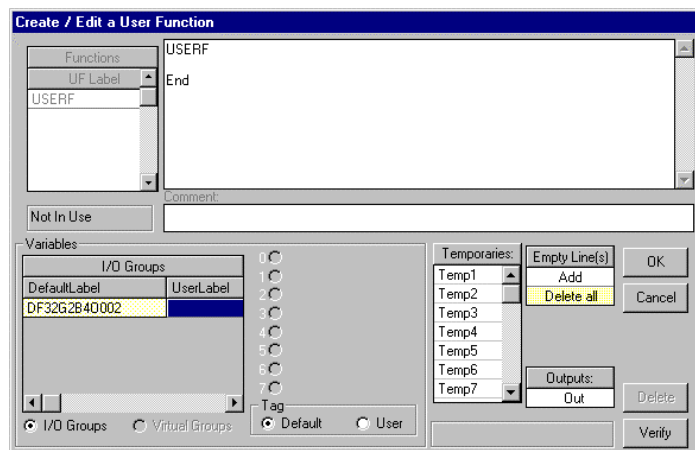 Create / Edit a User Function
Functions
UF Label
USERF
USERF
End
Comment:
Not In Use
Variables
I/O Groups
DefaultLabel UserLabel
DF32G2B4O002
0
1
2
3
4
5
6
7
I/O Groups Virtual Groups
Tag
Default User
Temporaries:
Temp1
Temp2
Temp3
Temp4
Temp5
Temp6
Temp7
Empty Line(s)
Add
Delete all
Outputs:
Out
OK
Cancel
Delete
Verify